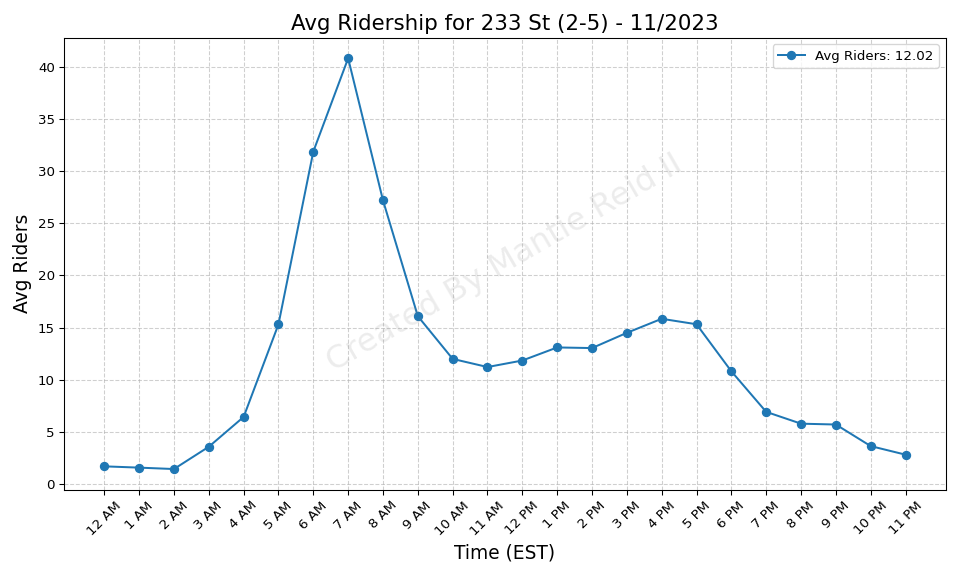 Avg Ridership for 233 St (2-5) - 11/2023
Avg Riders: 12.02
40
35
30
25
20
15
10
5
0
Avg Riders
Created By Mantle Reid II
12 AM
1 AM
2 AM
3 AM
4 AM
5 AM
6 AM
7 AM
8 AM
9 AM
10 AM
11 AM
12 PM
1 PM
2 PM
3 PM
4 PM
5 PM
6 PM
7 PM
8 PM
9 PM
10 PM
11 PM
Time (EST)